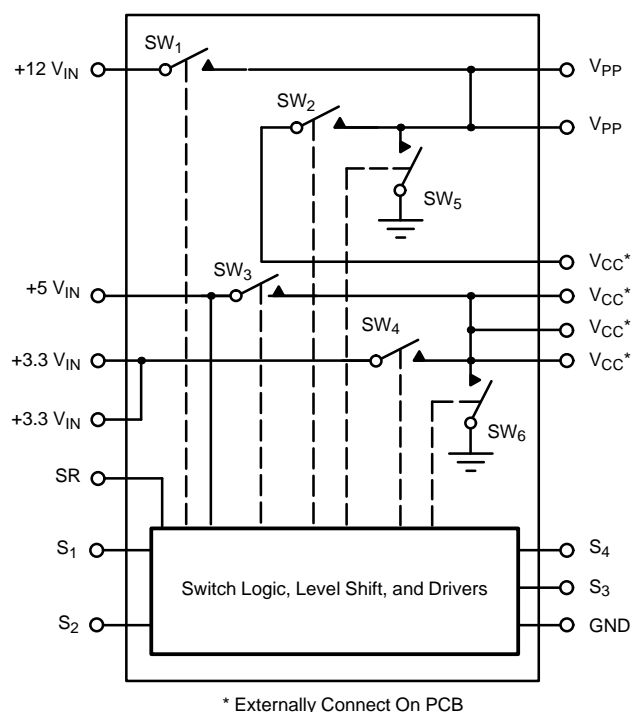 SW1
+12 VIN
VPP
SW2
VPP
SW5
VCC*
SW3
+5 VIN
VCC*
SW4
VCC*
+3.3 VIN
VCC*
+3.3 VIN
SW6
SR
S1
S4
Switch Logic, Level Shift, and Drivers
S3
S2
GND
* Externally Connect On PCB